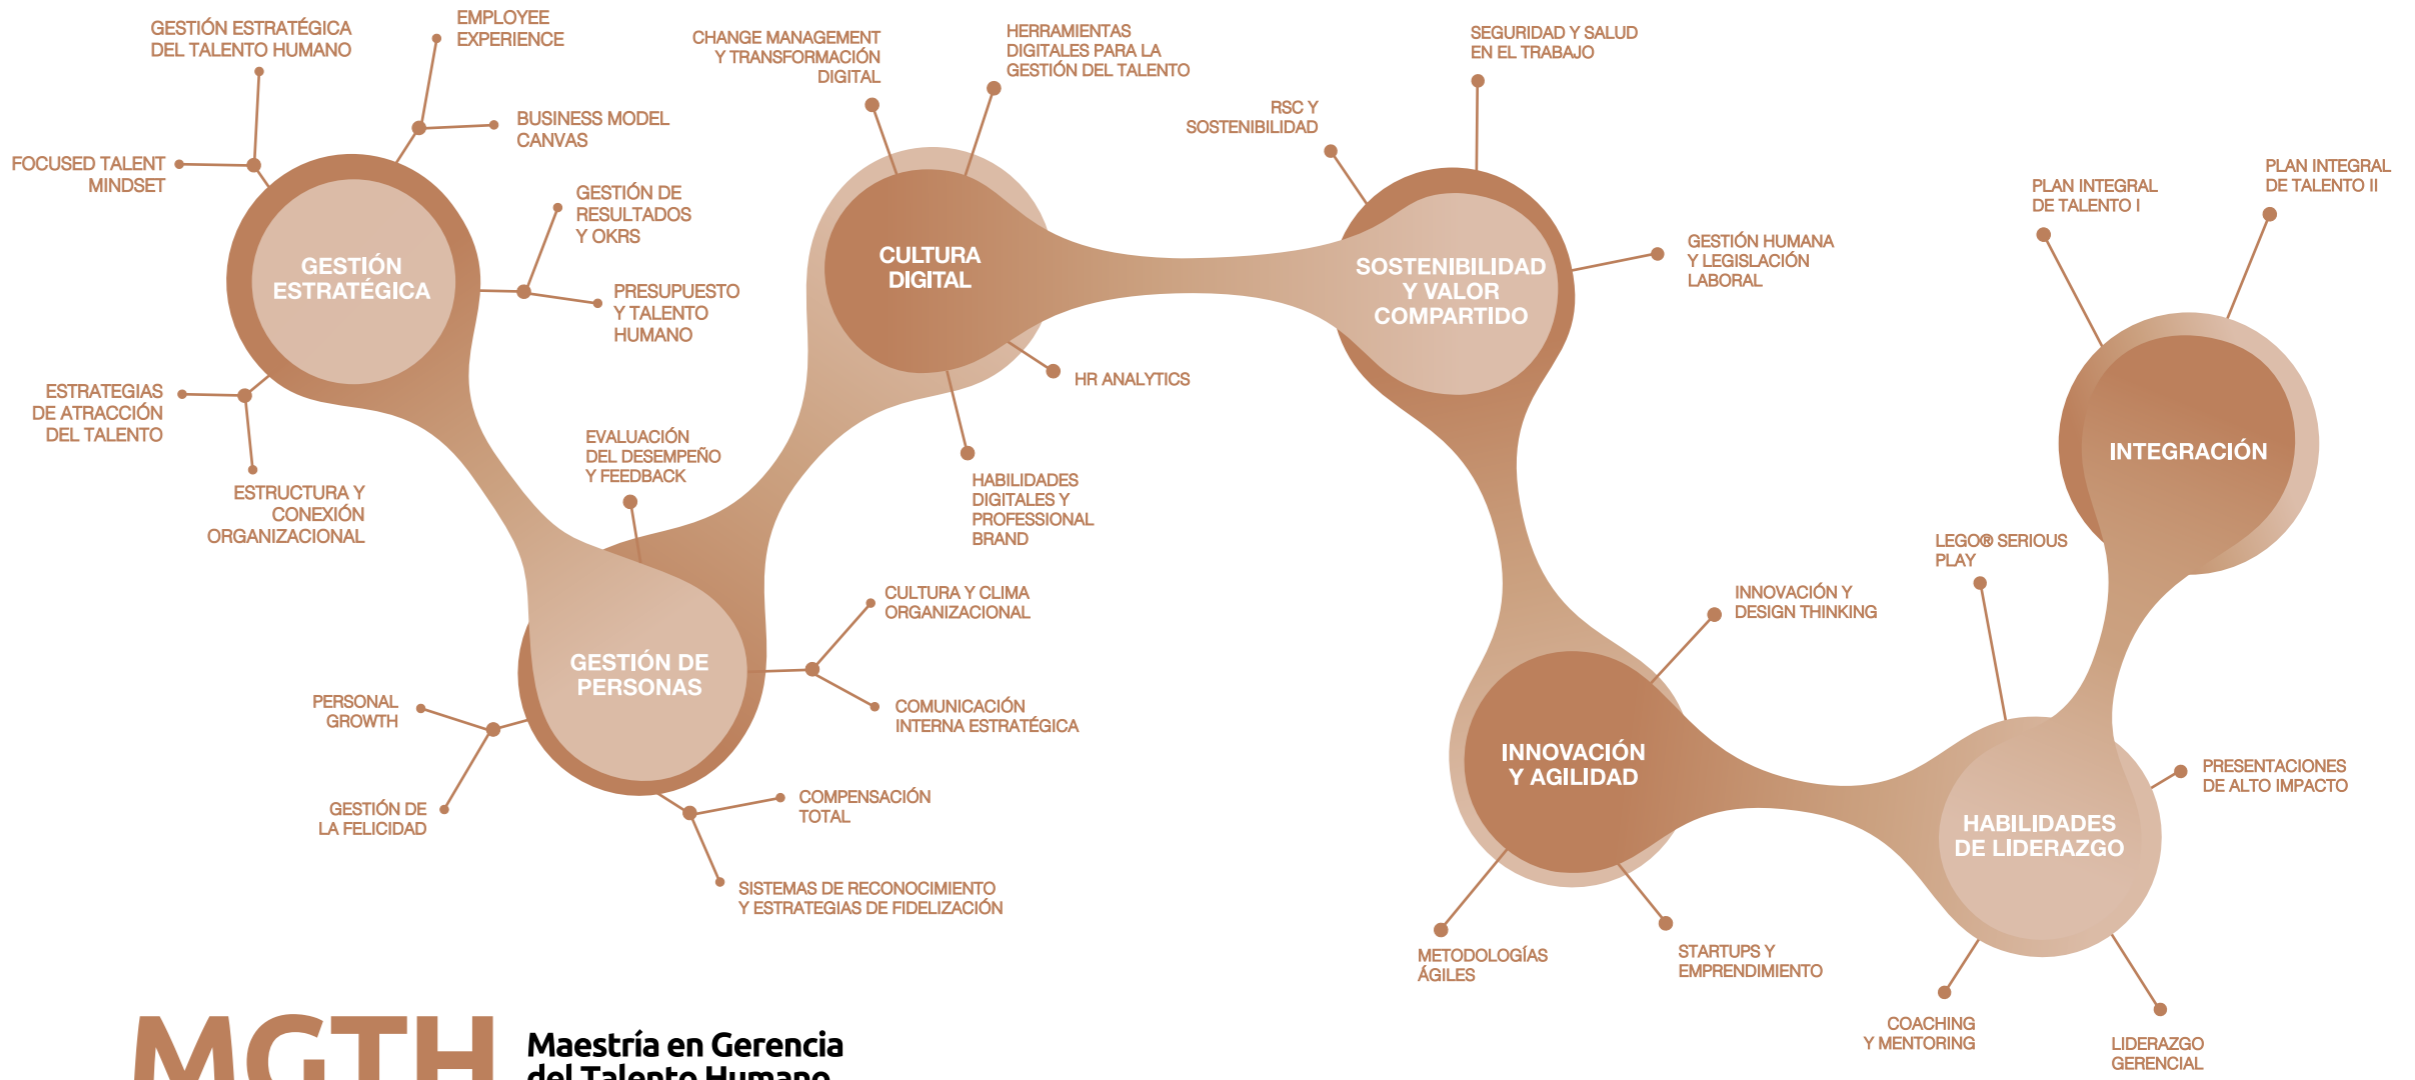 GESTIÓN ESTRATÉGICA
DEL TALENTO HUMANO
EMPLOYEE
EXPERIENCE
BUSINESS MODEL
CANVAS
FOCUSED TALENT
MINDSET
GESTIÓN DE
RESULTADOS
Y OKRS
GESTIÓN
ESTRATÉGICA
PRESUPUESTO
Y TALENTO
HUMANO
ESTRATEGIAS
DE ATRACCIÓN
DEL TALENTO
ESTRUCTURA Y
CONEXIÓN
ORGANIZACIONAL
EVALUACIÓN
DEL DESEMPEÑO
Y FEEDBACK
GESTIÓN DE
PERSONAS
CULTURA Y CLIMA
ORGANIZACIONAL
COMUNICACIÓN
INTERNA ESTRATÉGICA
PERSONAL
GROWTH
GESTIÓN DE
LA FELICIDAD
COMPENSACIÓN
TOTAL
SISTEMAS DE RECONOCIMIENTO
Y ESTRATEGIAS DE FIDELIZACIÓN
CHANGE MANAGEMENT
Y TRANSFORMACIÓN
DIGITAL
HERRAMIENTAS
DIGITALES PARA LA
GESTIÓN DEL TALENTO
CULTURA
DIGITAL
HR ANALYTICS
HABILIDADES
DIGITALES Y
PROFESSIONAL
BRAND
RSC Y
SOSTENIBILIDAD
SEGURIDAD Y SALUD
EN EL TRABAJO
SOSTENIBILIDAD
Y VALOR
COMPARTIDO
GESTIÓN HUMANA
Y LEGISLACIÓN
LABORAL
INNOVACIÓN Y
DESIGN THINKING
INNOVACIÓN
Y AGILIDAD
METODOLOGÍAS
ÁGILES
STARTUPS Y
EMPRENDIMIENTO
LEGO® SERIOUS
PLAY
PRESENTACIONES
DE ALTO IMPACTO
HABILIDADES
DE LIDERAZGO
COACHING
Y MENTORING
LIDERAZGO
GERENCIAL
PLAN INTEGRAL
DE TALENTO I
PLAN INTEGRAL
DE TALENTO II
INTEGRACIÓN
MGTH
Maestría en Gerencia
del Talento Humano